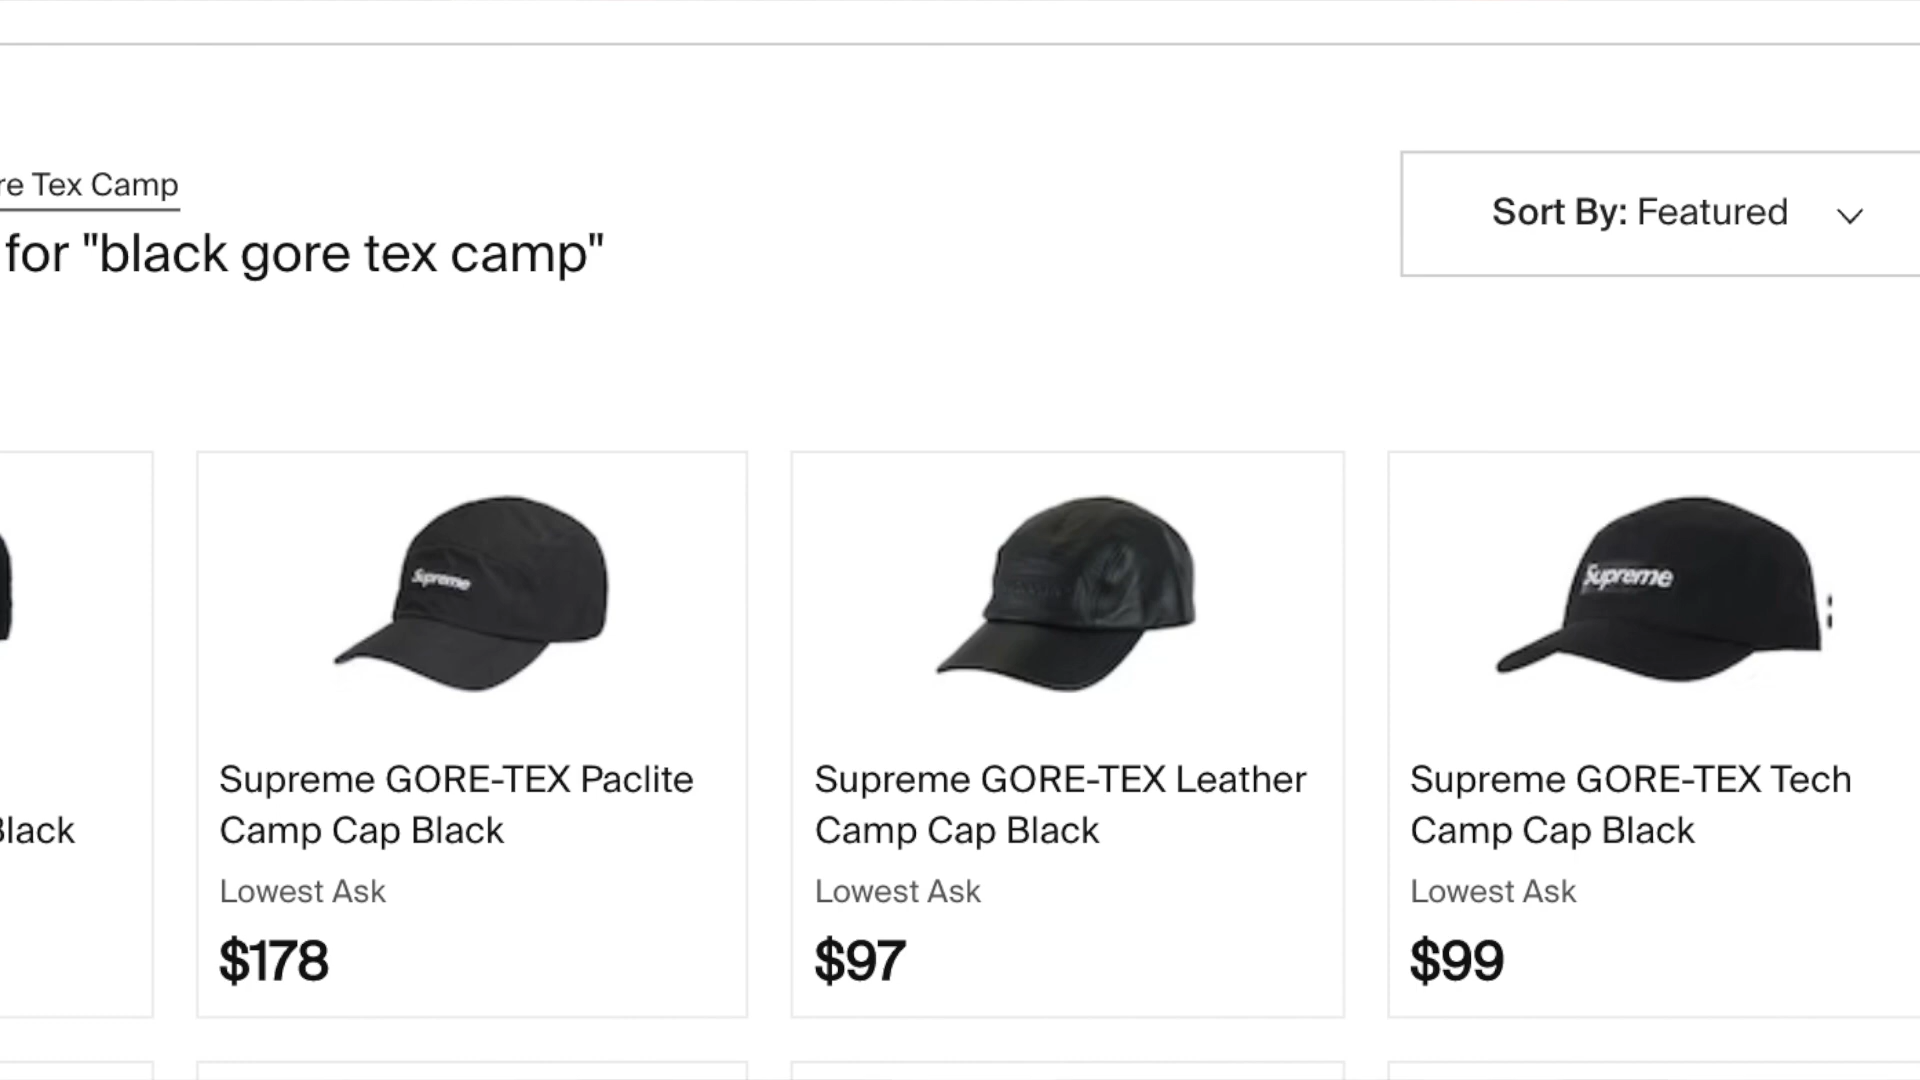 re Tex Camp
for "black gore tex camp"
Sort By: Featured
Supreme
Supreme
Supreme GORE-TEX Paclite
Camp Cap Black
Lowest Ask
$178
Supreme GORE-TEX Leather
Camp Cap Black
Lowest Ask
$97
Supreme GORE-TEX Tech
Camp Cap Black
Lowest Ask
$99
lack